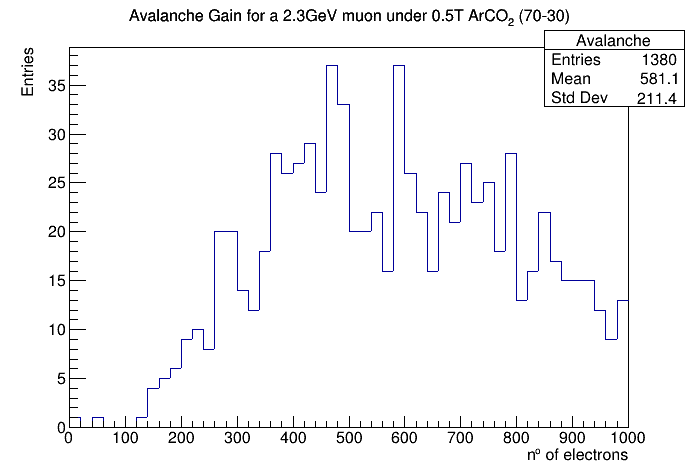 Avalanche Gain for a 2.3GeV muon under 0.5T ArCO₂ (70-30)
Avalanche
Entries 1380
Mean 581.1
Std Dev 211.4
Entries
35
30
25
20
15
10
5
0
0 100 200 300 400 500 600 700 800 900 1000
nº of electrons